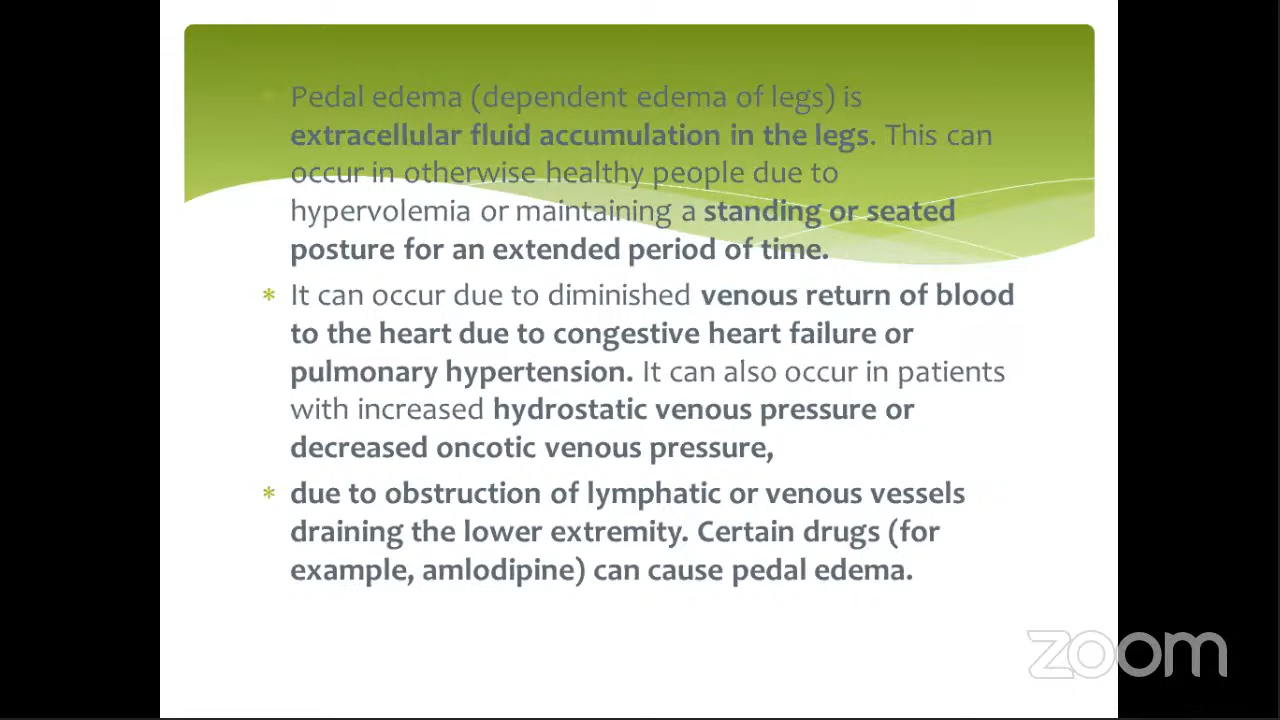 Pedal edema (dependent edema of legs) is
extracellular fluid accumulation in the legs. This can
occur in otherwise healthy people due to
hypervolemia or maintaining a standing or seated
posture for an extended period of time.
* It can occur due to diminished venous return of blood
to the heart due to congestive heart failure or
pulmonary hypertension. It can also occur in patients
with increased hydrostatic venous pressure or
decreased oncotic venous pressure,
* due to obstruction of lymphatic or venous vessels
draining the lower extremity. Certain drugs (for
example, amlodipine) can cause pedal edema.
zoom